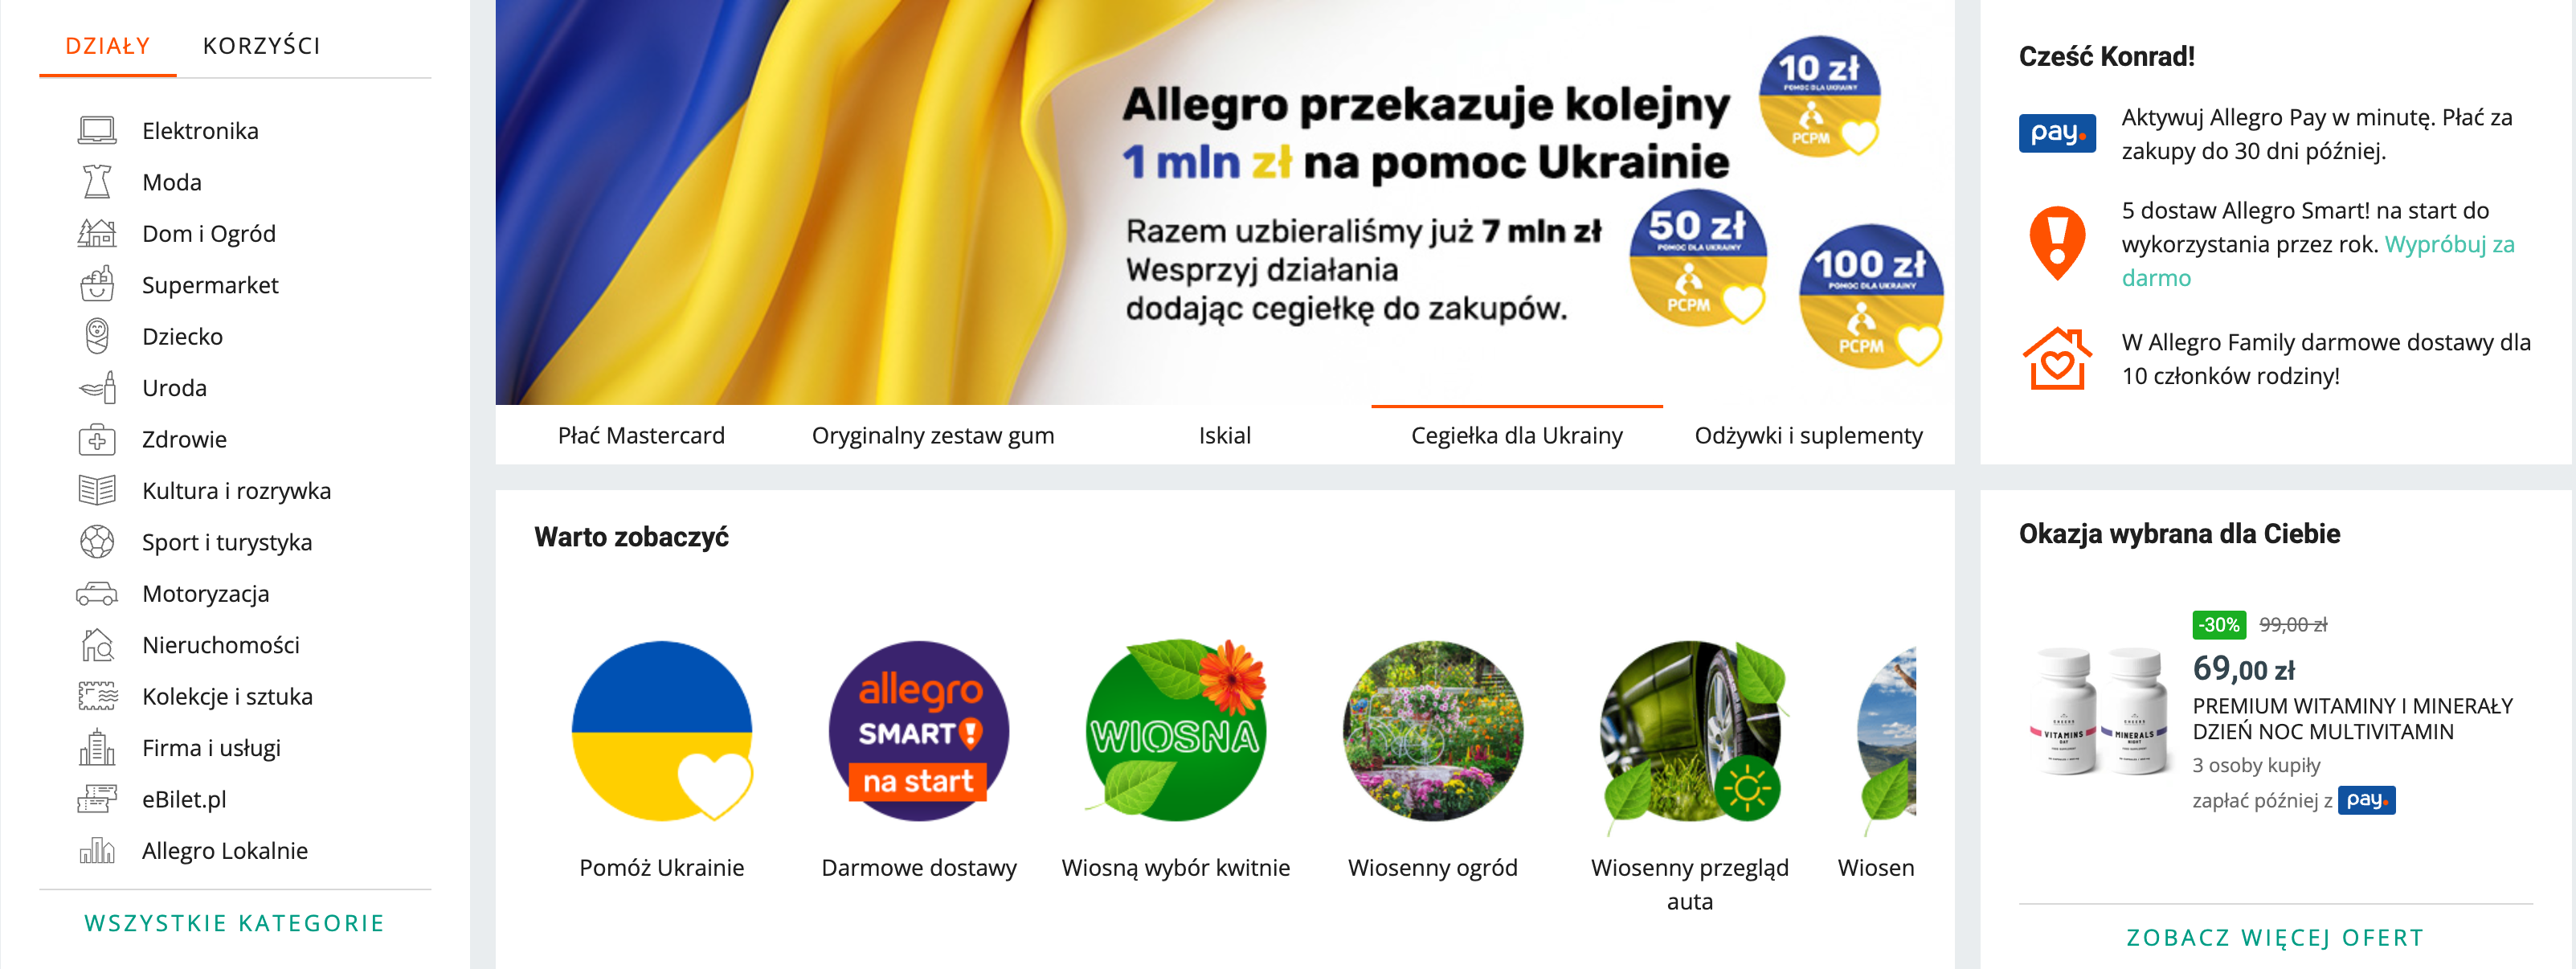 DZIAŁY
KORZYŚCI
Elektronika
Moda
Dom i Ogród
Supermarket
Dziecko
Uroda
Zdrowie
Kultura i rozrywka
Sport i turystyka
Motoryzacja
Nieruchomości
Kolekcje i sztuka
Firma i usługi
eBilet.pl
Allegro Lokalnie
WSZYSTKIE KATEGORIE
Allegro przekazuje kolejny
1 mln zł na pomoc Ukrainie
Razem uzbieraliśmy już 7 mln zł
Wesprzyj działania
dodając cegiełkę do zakupów.
10 zł
POMOC DLA UKRAINY
PCPM
50 zł
POMOC DLA UKRAINY
PCPM
100 zł
POMOC DLA UKRAINY
PCPM
Płać Mastercard
Oryginalny zestaw gum
Iskial
Cegiełka dla Ukrainy
Odżywki i suplementy
Warto zobaczyć
allegro
SMART!
na start
WIOSNA
Pomóż Ukrainie
Darmowe dostawy
Wiosną wybór kwitnie
Wiosenny ogród
Wiosenny przegląd
auta
Wiosen
Cześć Konrad!
pay.
Aktywuj Allegro Pay w minutę. Płać za
zakupy do 30 dni później.
5 dostaw Allegro Smart! na start do
wykorzystania przez rok. Wypróbuj za
darmo
W Allegro Family darmowe dostawy dla
10 członków rodziny!
Okazja wybrana dla Ciebie
VITAMINS
MINERALS
-30% 99,00 zł
69,00 zł
PREMIUM WITAMINY I MINERAŁY
DZIEŃ NOC MULTIVITAMIN
3 osoby kupiły
zapłać później z pay.
ZOBACZ WIĘCEJ OFERT